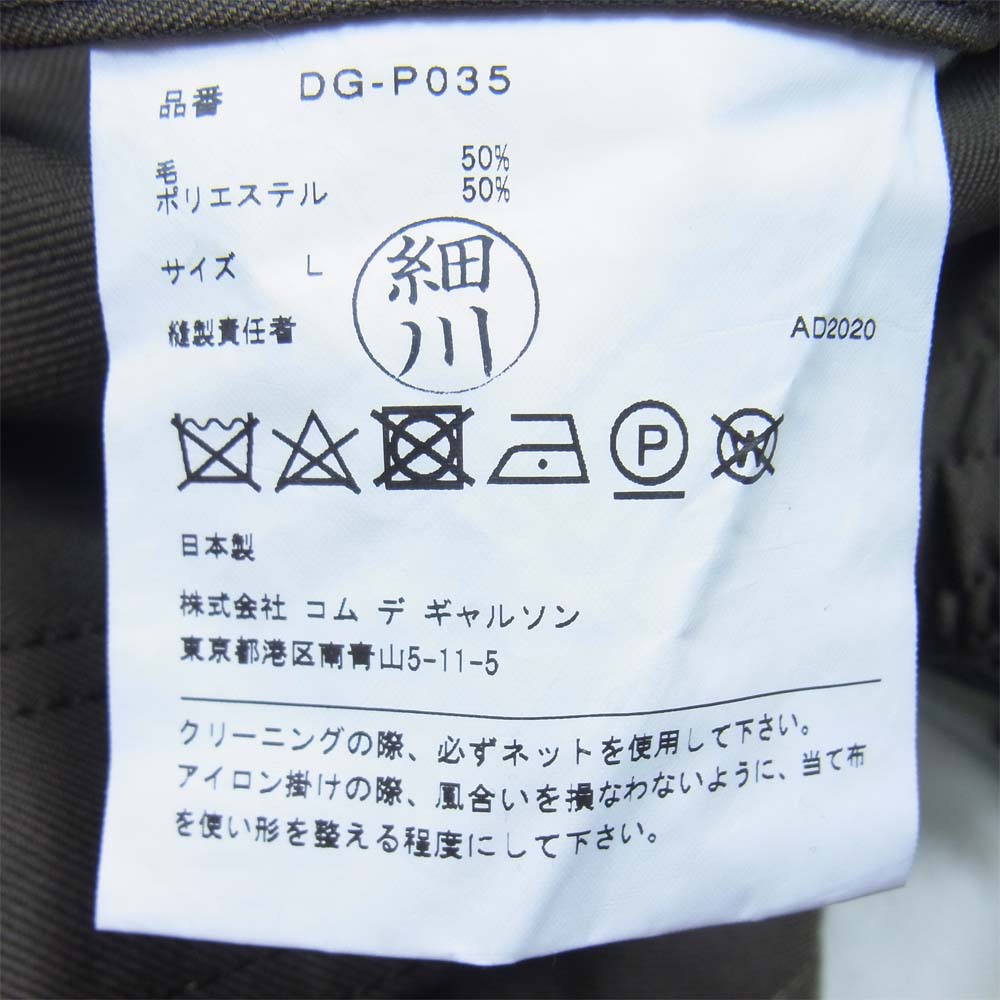 品番 DG-P035
毛 50%
ポリエステル 50%
サイズ L
細川
縫製責任者 AD2020
P W
日本製
株式会社 コム デ ギャルソン
東京都港区南青山5-11-5
クリーニングの際、必ずネットを使用して下さい。
アイロン掛けの際、風合いを損なわないように、当て布
を使い形を整える程度にして下さい。